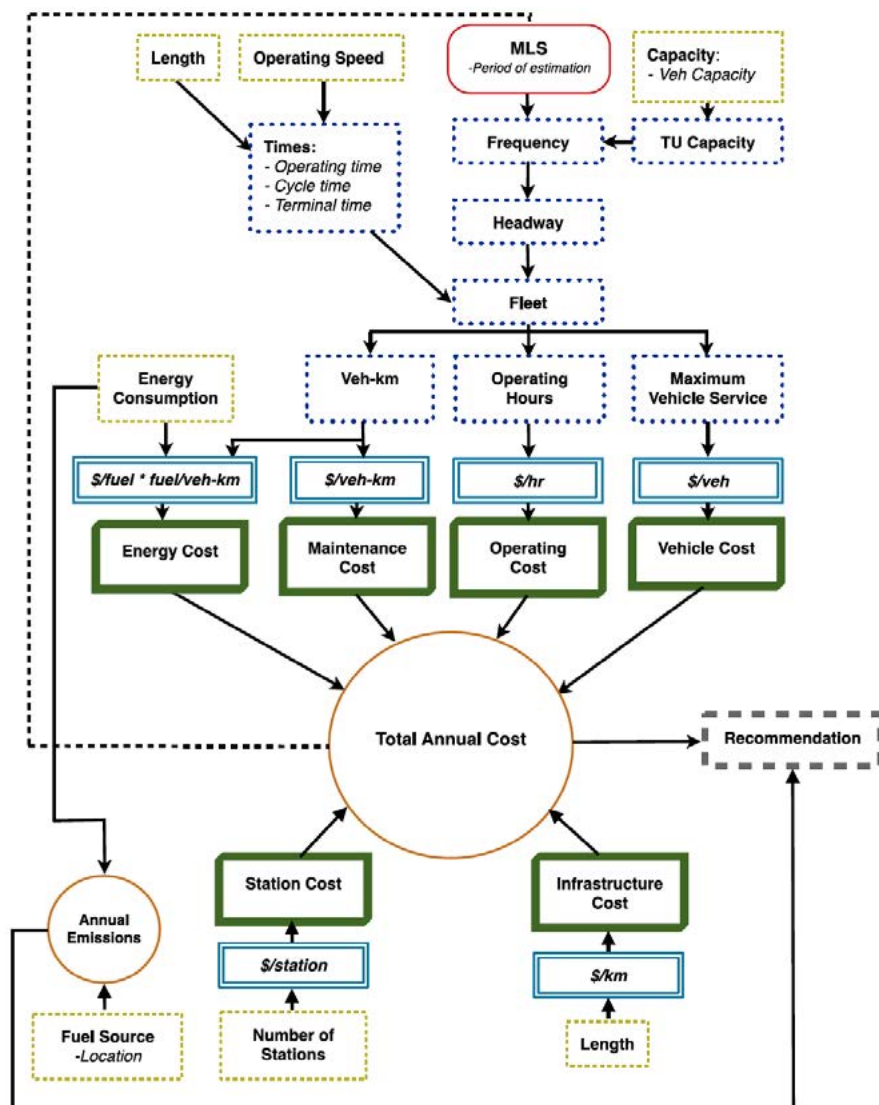 MLS
-Period of estimation
Length
Operating Speed
Capacity:
- Veh Capacity
Times:
- Operating time
- Cycle time
- Terminal time
Frequency
TU Capacity
Headway
Fleet
Energy
Consumption
Veh-km
Operating
Hours
Maximum
Vehicle Service
$/fuel * fuel/veh-km
$/veh-km
$/hr
$/veh
Energy Cost
Maintenance
Cost
Operating
Cost
Vehicle Cost
Total Annual Cost
Recommendation
Station Cost
Infrastructure
Cost
Annual
Emissions
$/station
$/km
Fuel Source
-Location
Number of
Stations
Length